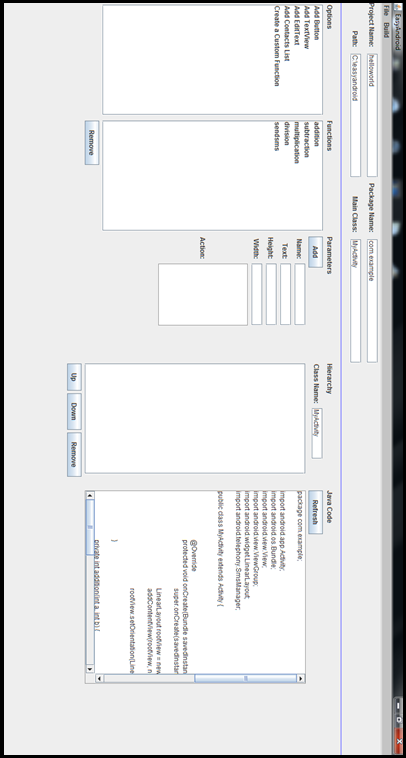 EasyAndroid
File Build
Project Name: helloworld Package Name: com.example
Path: C:\easyandroid Main Class: MyActivity
Options
Add Button
Add TextView
Add EditText
Add Contacts List
Create a Custom Function
Functions
addition
subtraction
multiplication
division
sendsms
Remove
Parameters
Add
Name:
Text:
Height:
Width:
Action:
Hierarchy
Class Name: MyActivity
Up Down Remove
Java Code
Refresh
package com.example;
import android.app.Activity;
import android.os.Bundle;
import android.view.View;
import android.view.ViewGroup;
import android.widget.LinearLayout;
import android.telephony.SmsManager;
public class MyActivity extends Activity {
@Override
protected void onCreate(Bundle savedInstan
super.onCreate(savedInstan
LinearLayout rootView = new
addContentView(rootView, n
rootView.setOrientation(Line
}
private int addition(int a, int b) {